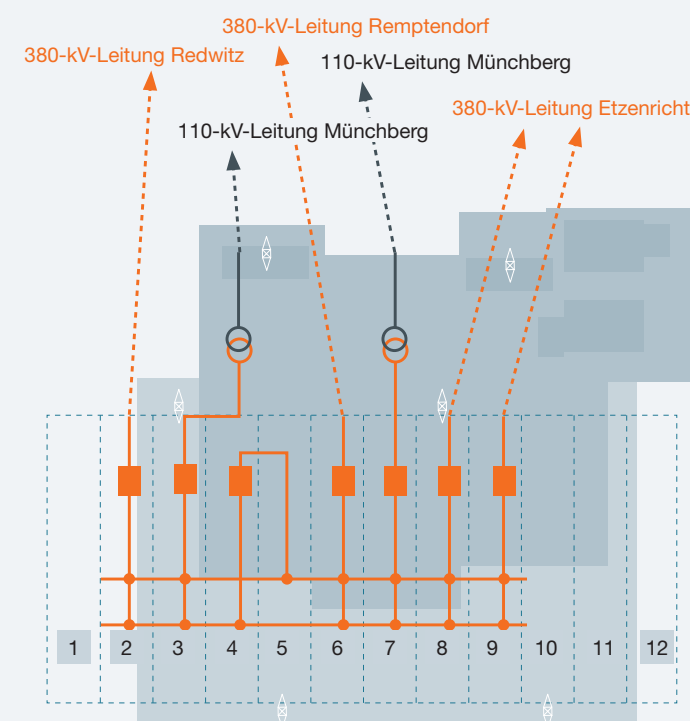 380-kV-Leitung Remptendorf
380-kV-Leitung Redwitz
110-kV-Leitung Münchberg
380-kV-Leitung Etzenricht
110-kV-Leitung Münchberg
1 2 3 4 5 6 7 8 9 10 11 12